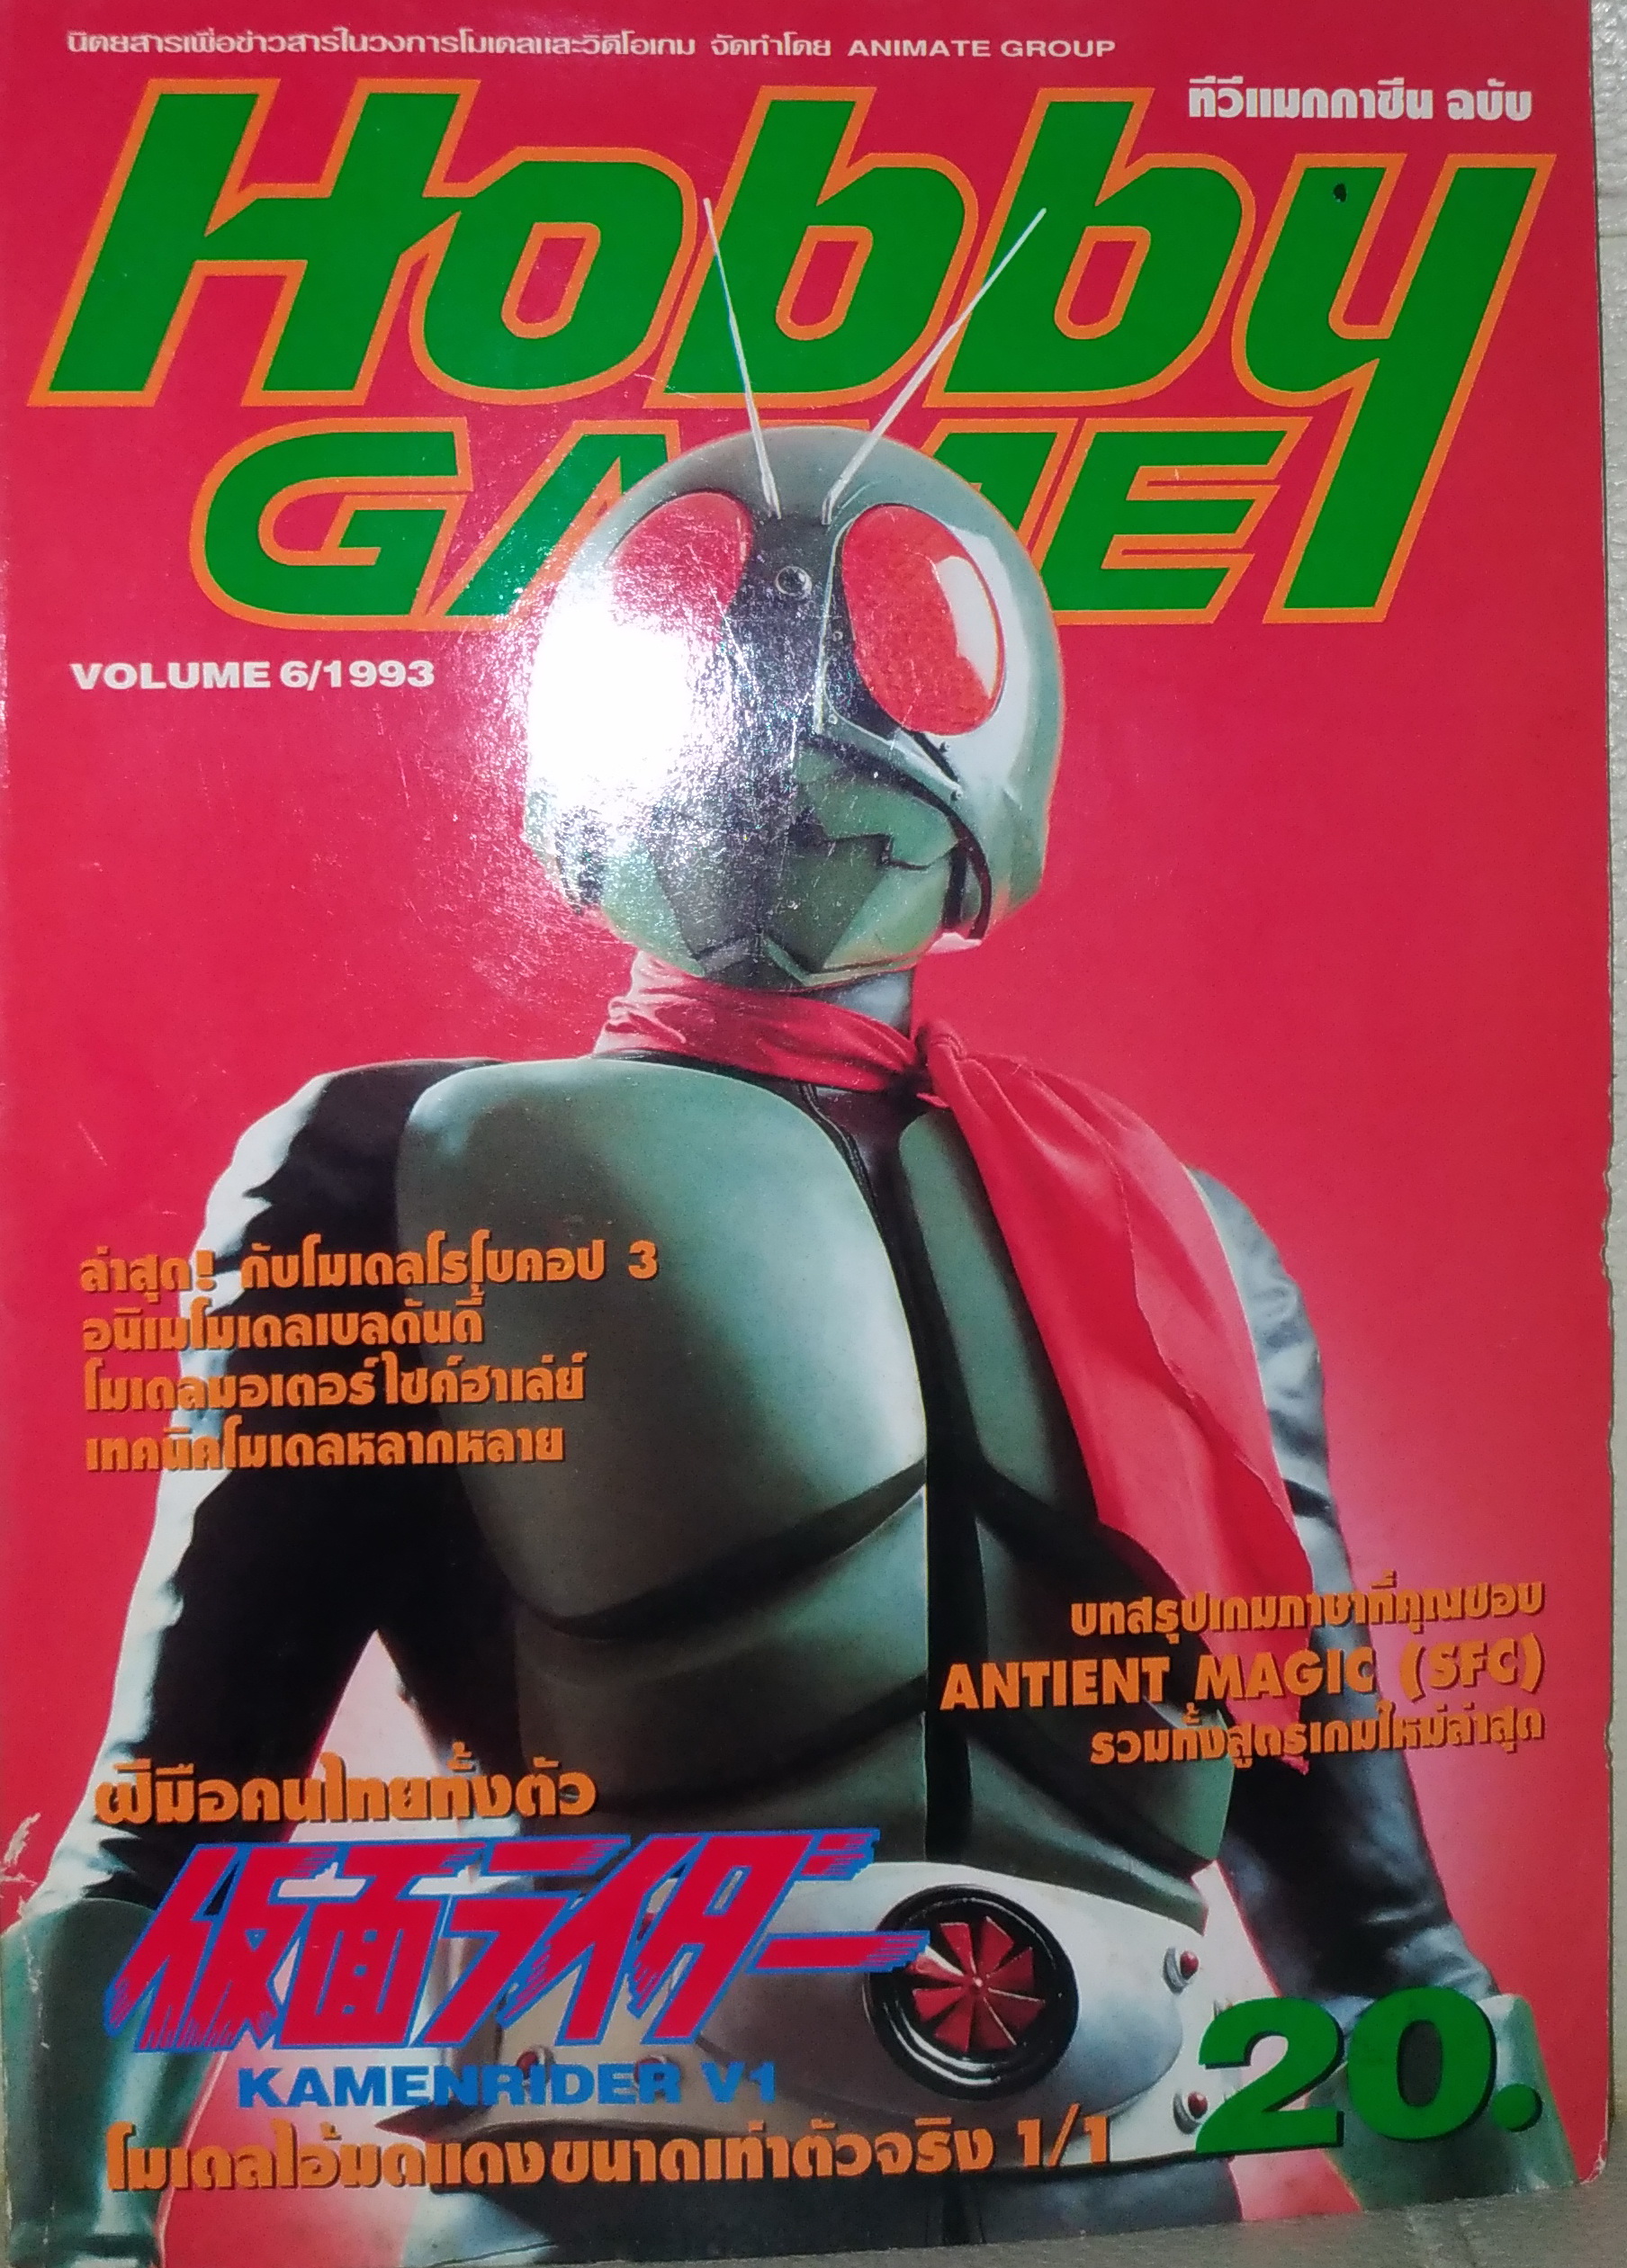 นิตยสารเพื่อข่าวสารในวงการโมเดลและวิดีโอเกม จัดทำโดย ANIMATE GROUP
ทีวีแมกกาซีน ฉบับ
Hobby
GAME
VOLUME 6/1993
ล่าสุด! กับโมเดลโรโบคอป 3
อนิเมโมเดลเบลดันดี้
โมเดลมอเตอร์ไซค์ฮาเล่ย์
เทคนิคโมเดลหลากหลาย
บทสรุปเกมภาษาที่คุณชอบ
ANTIENT MAGIC (SFC)
รวมทั้งสูตรเกมใหม่ล่าสุด
ฝีมือคนไทยทั้งตัว
仮面ライダー
KAMENRIDER V1
โมเดลไอ้มดแดงขนาดเท่าตัวจริง 1/1
20.